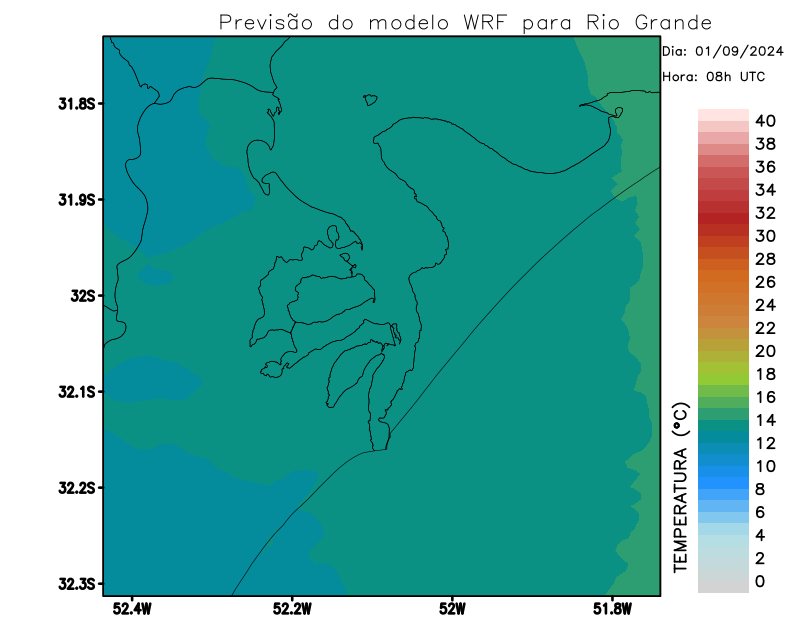 Previsão do modelo WRF para Rio Grande
Dia: 01/09/2024
Hora: 08h UTC
31.8S
31.9S
32S
32.1S
32.2S
32.3S
52.4W
52.2W
52W
51.8W
TEMPERATURA (°C)
40
38
36
34
32
30
28
26
24
22
20
18
16
14
12
10
8
6
4
2
0